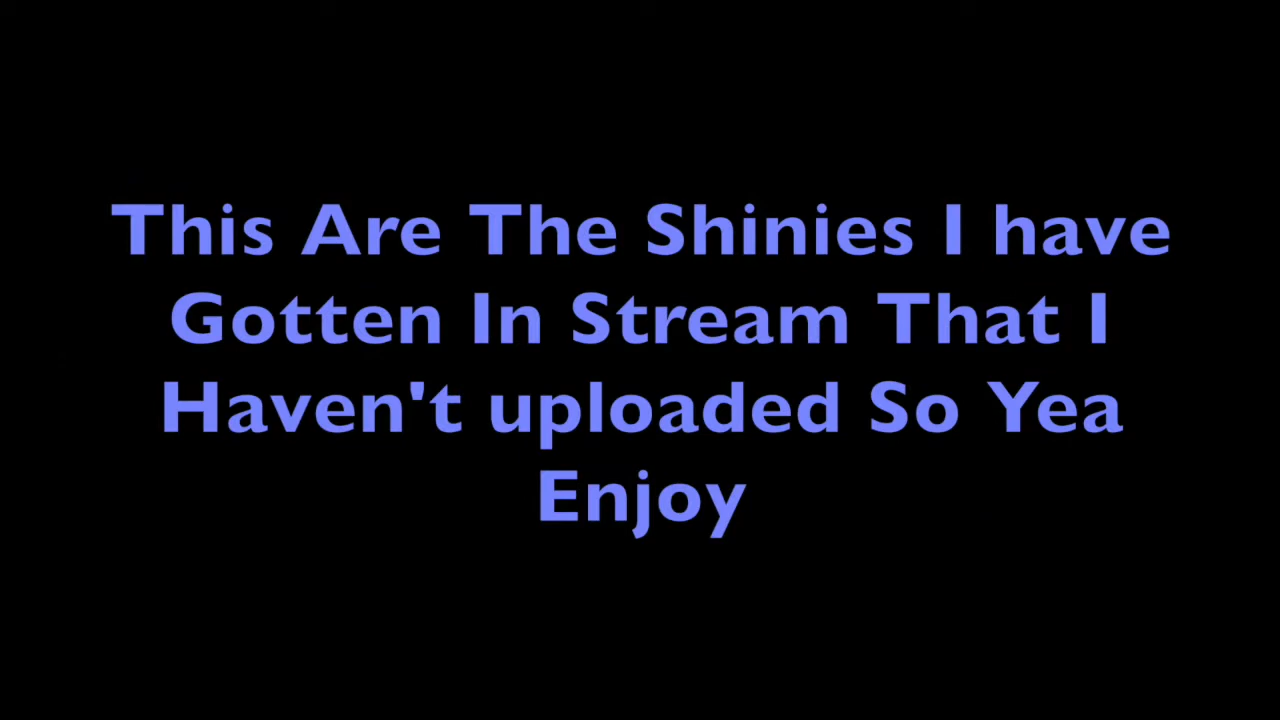 This Are The Shinies I have
Gotten In Stream That I
Haven't uploaded So Yea
Enjoy